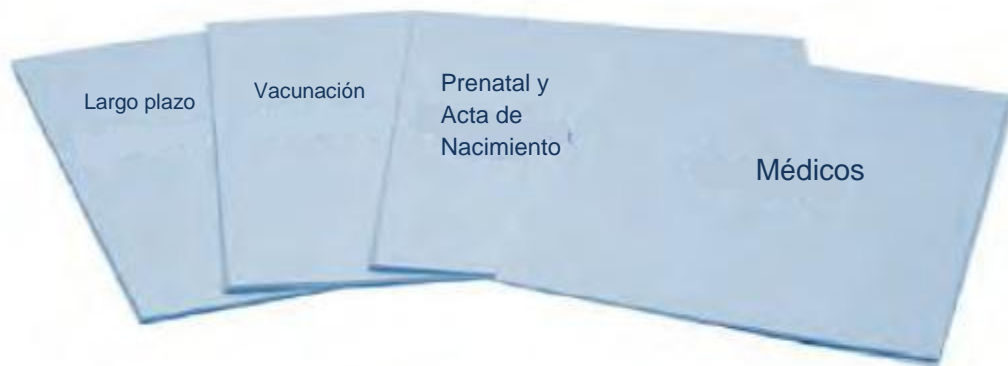 Largo plazo
Vacunación
Prenatal y
Acta de
Nacimiento
Médicos